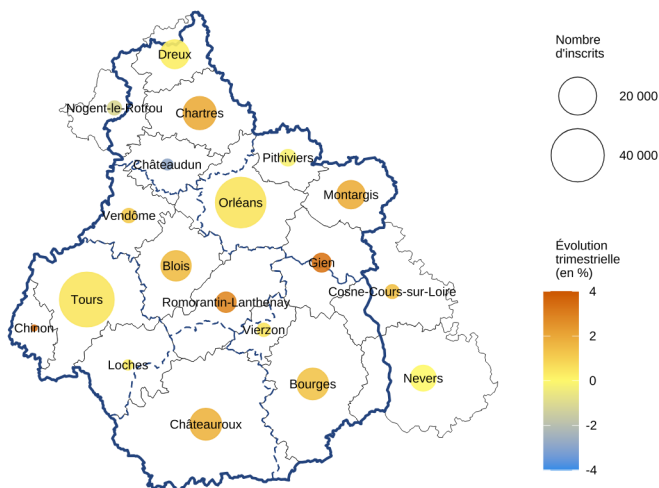 Dreux
Nogent-le-Rotrou
Chartres
Châteaudun
Pithiviers
Orléans
Montargis
Vendôme
Blois
Gien
Tours
Romorantin-Lanthenay
Cosne-Cours-sur-Loire
Chinon
Vierzon
Loches
Bourges
Nevers
Châteauroux
Nombre
d'inscrits
20 000
40 000
Évolution
trimestrielle
(en %)
4
2
0
-2
-4